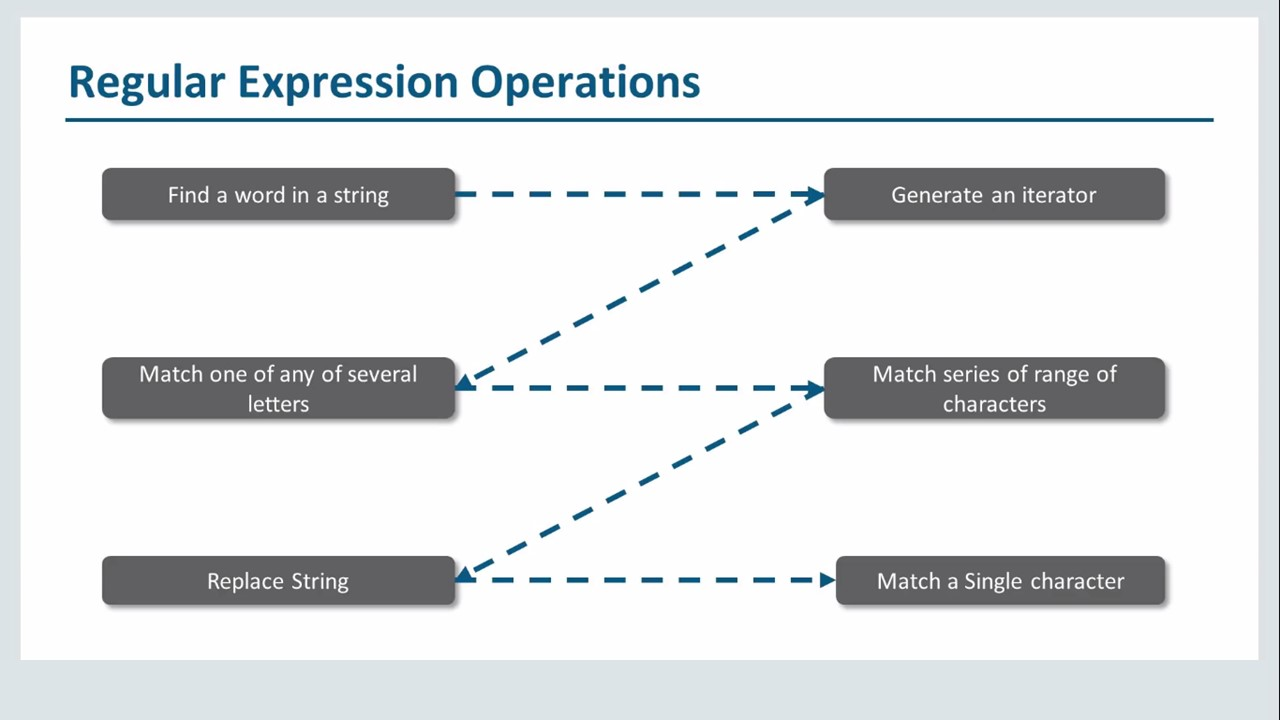 Regular Expression Operations
Find a word in a string
Generate an iterator
Match one of any of several
letters
Match series of range of
characters
Replace String
Match a Single character